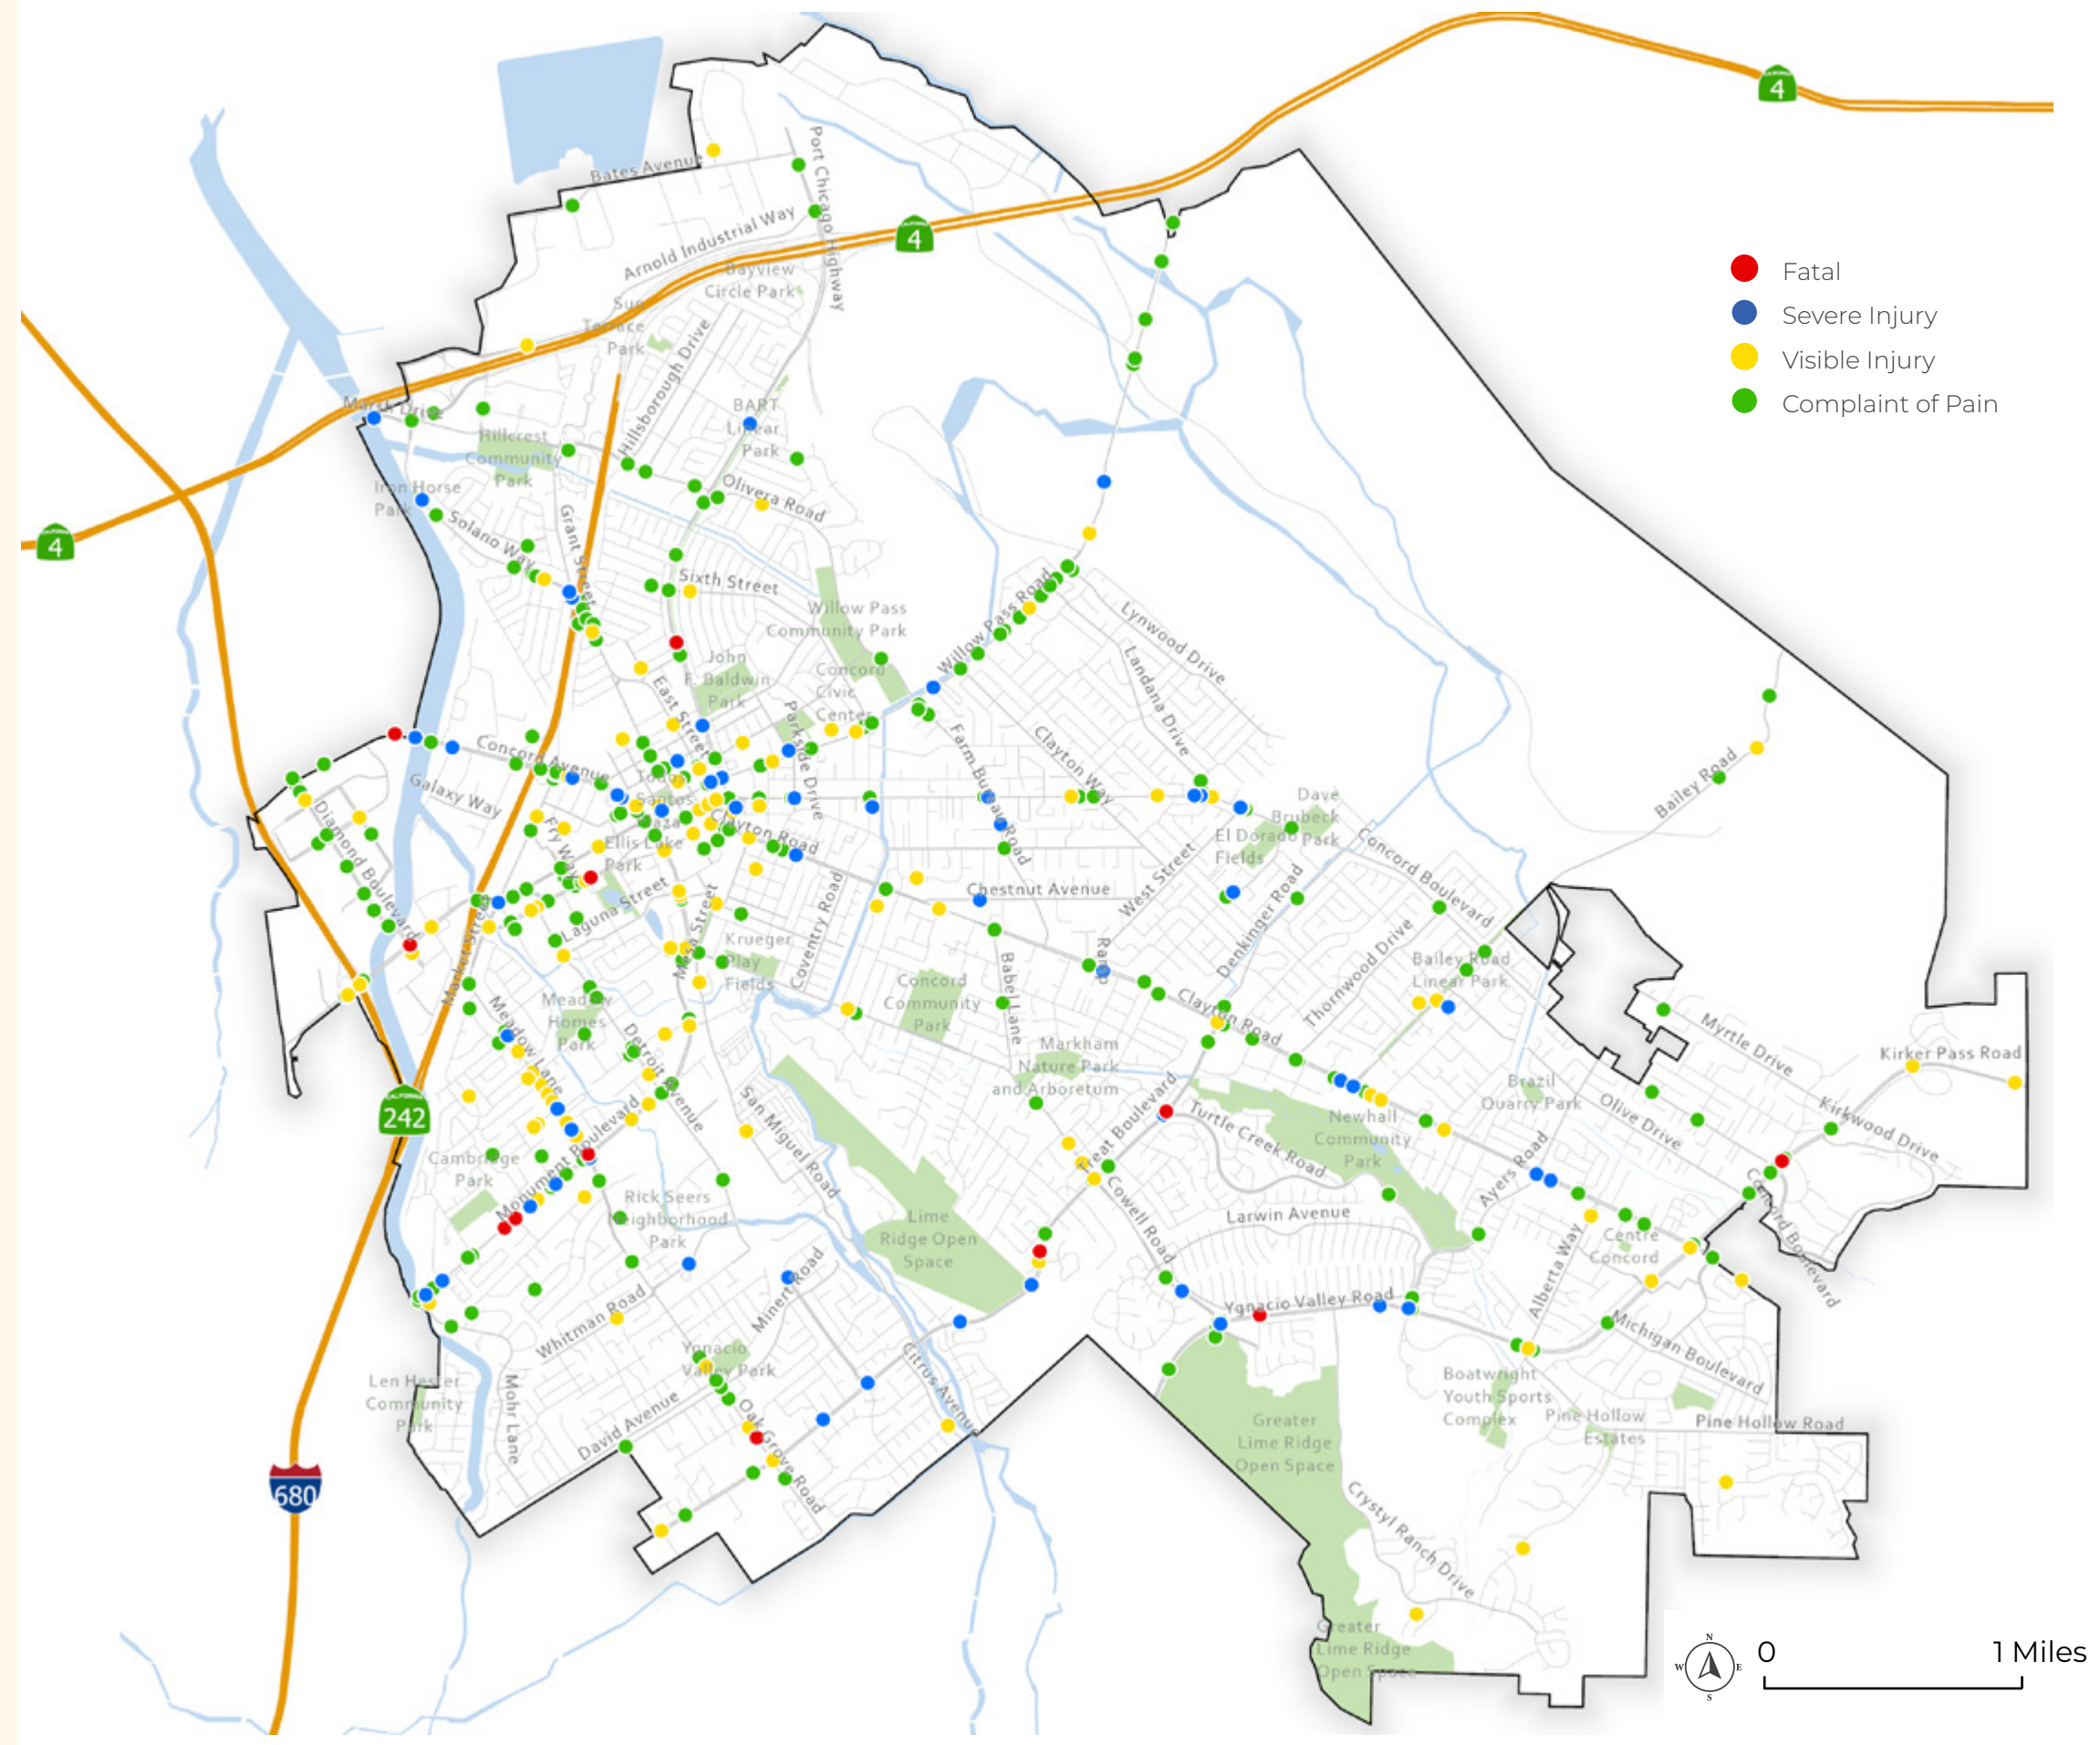 4
Bates Avenue
Port Chicago Highway
Arnold Industrial Way
4
Bayview
Circle Park
Fatal
Severe Injury
Visible Injury
Complaint of Pain
Sun
Terrace
Park
Hillsborough Drive
Marsh Drive
BART
Linear
Park
Hillcrest
Community
Park
Iron Horse
Park
Olivera Road
Grant Street
Solano Way
4
Sixth Street
Willow Pass
Community Park
Willow Pass Road
Lynwood Drive
John
F. Baldwin
Park
Concord
Civic
Center
East Street
Landana Drive
Parkside Drive
Concord Avenue
Farm Bureau Road
Clayton Way
Bailey Road
Galaxy Way
Todos
Santos
Plaza
Dave
Brubeck
Park
El Dorado
Fields
Diamond Boulevard
Fry Way
Clayton Road
Ellis Lake
Park
Concord Boulevard
West Street
Chestnut Avenue
Laguna Street
Coventry Road
Denkinger Road
Market Street
Mesa Street
Krueger
Play
Fields
Ramp
Thornwood Drive
Bailey Road
Linear Park
Babel Lane
Concord
Community
Park
Clayton Road
Meadow
Homes
Park
Meadow Lane
Detroit Avenue
Markham
Nature Park
and Arboretum
Myrtle Drive
Kirker Pass Road
242
San Miguel Road
Treat Boulevard
Turtle Creek Road
Newhall
Community
Park
Brazil
Quarry Park
Olive Drive
Kirkwood Drive
Cambridge
Park
Monument Boulevard
Ayers Road
Rick Seers
Neighborhood
Park
Lime
Ridge Open
Space
Cowell Road
Larwin Avenue
Concord Boulevard
Centre
Concord
Alberta Way
Minert Road
Ygnacio Valley Road
Whitman Road
Michigan Boulevard
Ygnacio
Valley Park
Citrus Avenue
Len Hester
Community
Park
Mohr Lane
David Avenue
Oak Grove Road
Boatwright
Youth Sports
Complex
Pine Hollow
Estates
Pine Hollow Road
Greater
Lime Ridge
Open Space
680
Crystyl Ranch Drive
Greater
Lime Ridge
Open Space
N
W
E
S
0
1 Miles